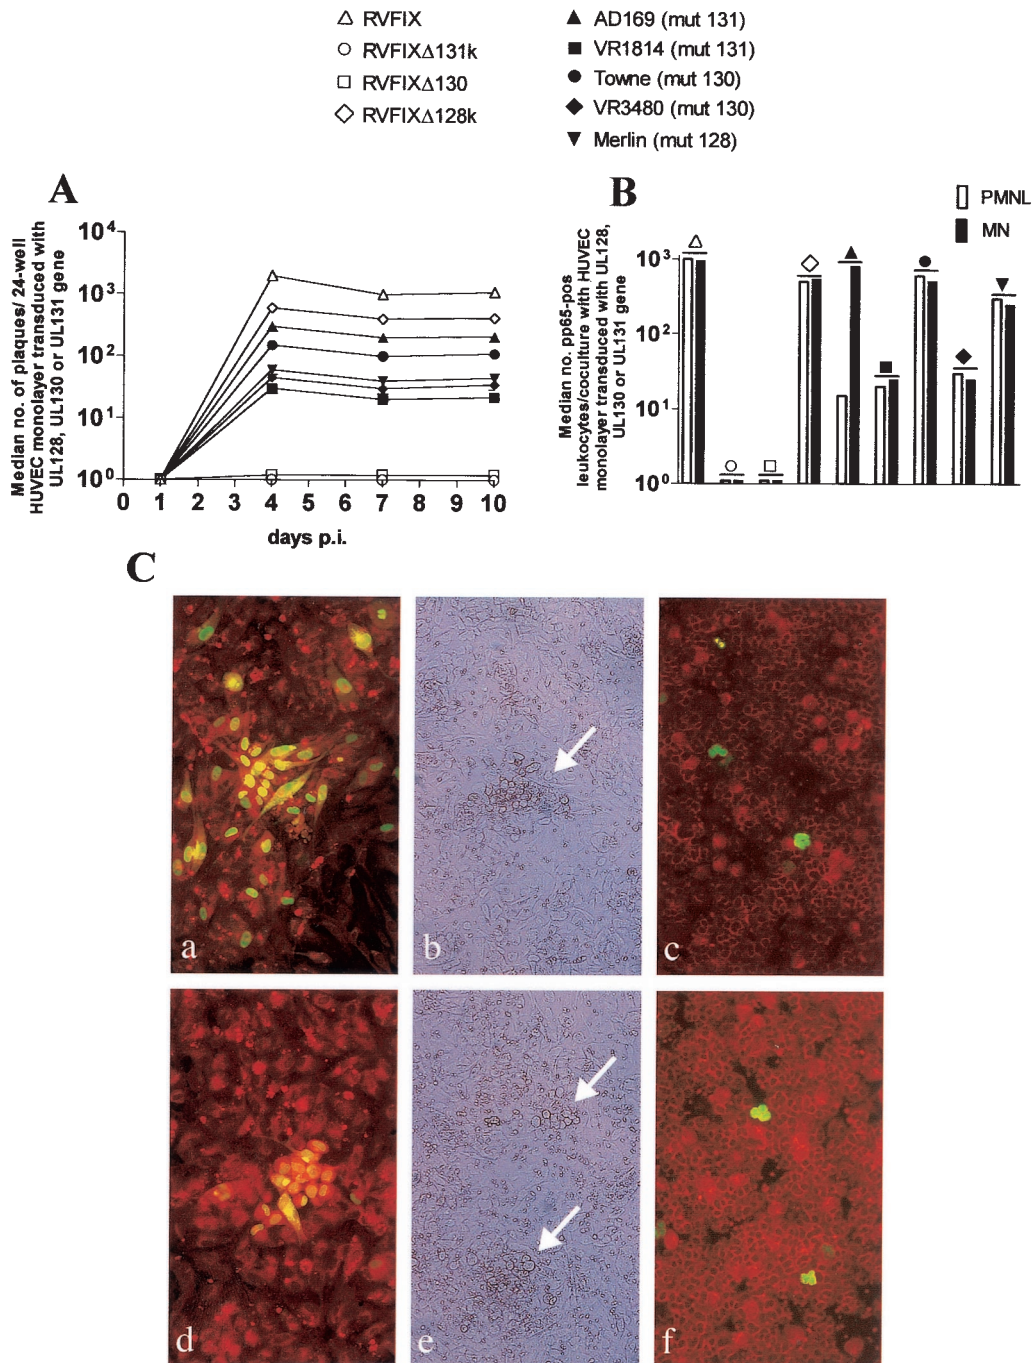 RVFIX
RVFIXΔ131k
RVFIXΔ130
RVFIXΔ128k
AD169 (mut 131)
VR1814 (mut 131)
Towne (mut 130)
VR3480 (mut 130)
Merlin (mut 128)
A
Median no. of plaques/ 24-well
HUVEC monolayer transduced with
UL128, UL130 or UL131 gene
10⁴
10³
10²
10¹
10⁰
0 1 2 3 4 5 6 7 8 9 10
days p.i.
B
PMNL
MN
Median no. pp65-pos
leukocytes/coculture with HUVEC
monolayer transduced with UL128,
UL130 or UL131 gene
10³
10²
10¹
10⁰
C
a
b
c
d
e
f